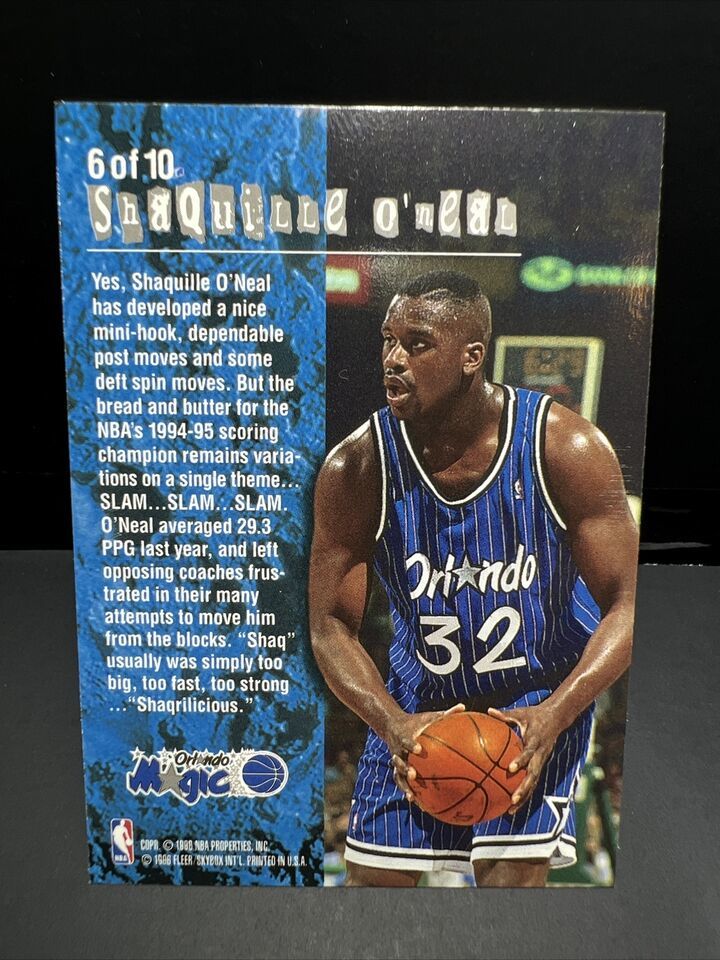 6 of 10
ShaQuiLLe O'neaL
Yes, Shaquille O'Neal
has developed a nice
mini-hook, dependable
post moves and some
deft spin moves. But the
bread and butter for the
NBA's 1994-95 scoring
champion remains varia-
tions on a single theme...
SLAM...SLAM...SLAM.
O'Neal averaged 29.3
PPG last year, and left
opposing coaches frus-
trated in their many
attempts to move him
from the blocks. "Shaq"
usually was simply too
big, too fast, too strong
..."Shaqrilicious."
Orlando
Magic
NBA
COPR. © 1996 NBA PROPERTIES, INC.
© 1996 FLEER/SKYBOX INT'L. PRINTED IN U.S.A.
Orlando
32